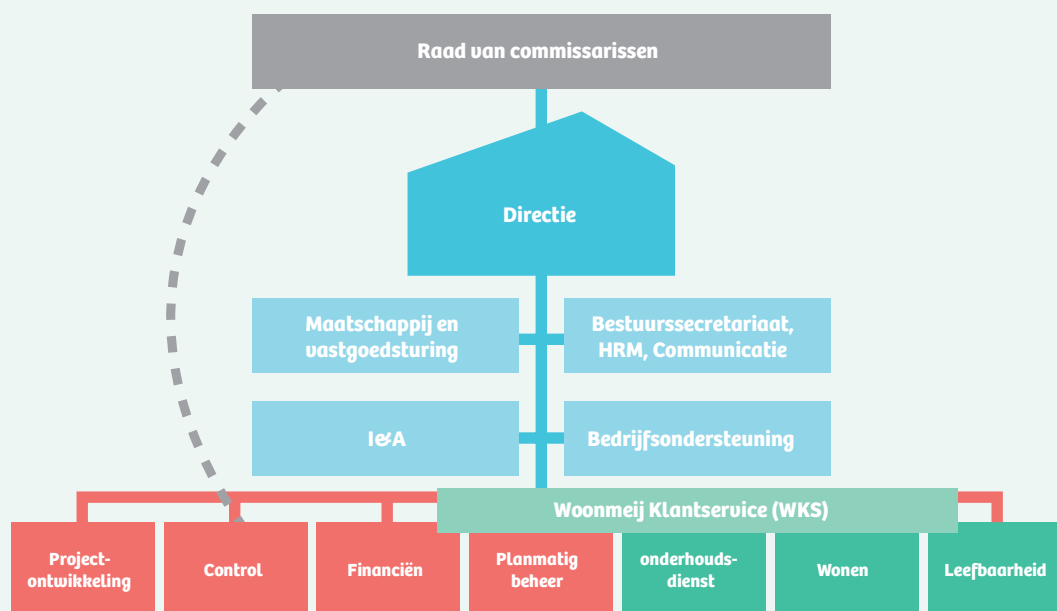 Raad van commissarissen
Directie
Maatschappij en
vastgoedsturing
Bestuurssecretariaat,
HRM, Communicatie
I&A
Bedrijfsondersteuning
Woonmeij Klantservice (WKS)
Project-
ontwikkeling
Control
Financiën
Planmatig
beheer
onderhouds-
dienst
Wonen
Leefbaarheid